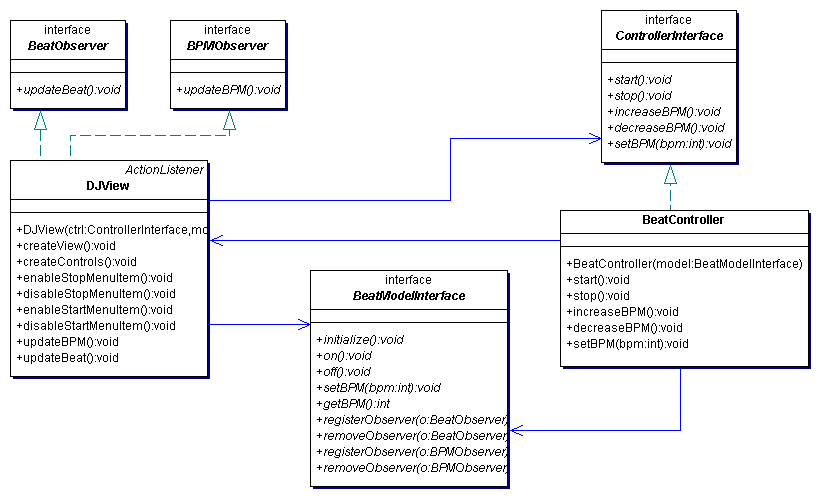 interface
BeatObserver
+updateBeat():void
interface
BPMObserver
+updateBPM():void
interface
ControllerInterface
+start():void
+stop():void
+increaseBPM():void
+decreaseBPM():void
+setBPM(bpm:int):void
ActionListener
DJView
+DJView(ctrl:ControllerInterface,mo
+createView():void
+createControls():void
+enableStopMenuItem():void
+disableStopMenuItem():void
+enableStartMenuItem():void
+disableStartMenuItem():void
+updateBPM():void
+updateBeat():void
interface
BeatModelInterface
+initialize():void
+on():void
+off():void
+setBPM(bpm:int):void
+getBPM():int
+registerObserver(o:BeatObserver)
+removeObserver(o:BeatObserver)
+registerObserver(o:BPMObserver)
+removeObserver(o:BPMObserver)
BeatController
+BeatController(model:BeatModelInterface)
+start():void
+stop():void
+increaseBPM():void
+decreaseBPM():void
+setBPM(bpm:int):void